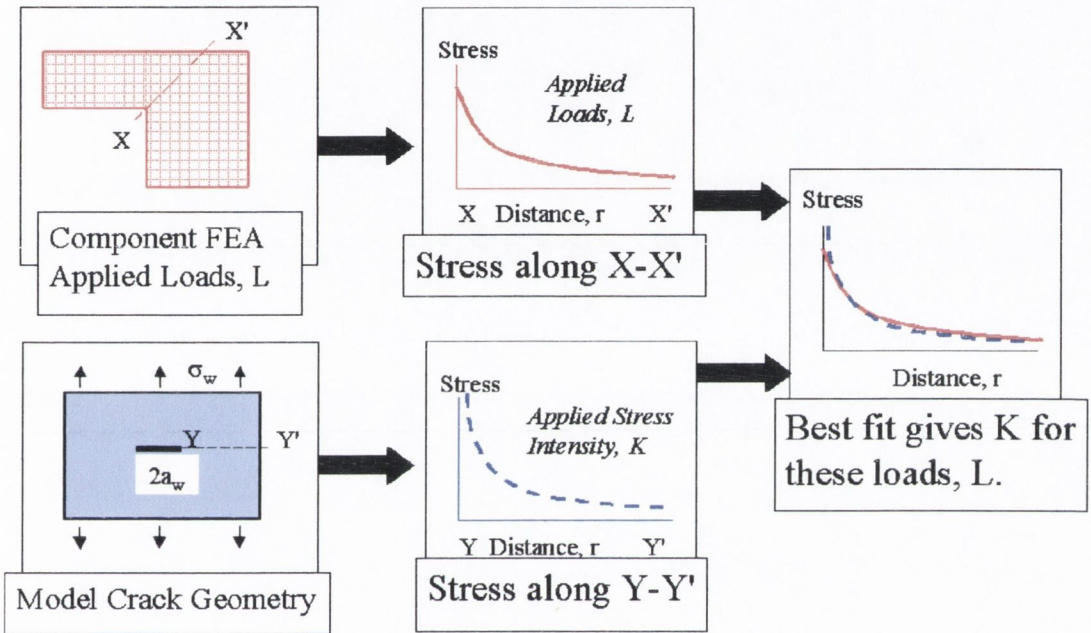 X'
X
Component FEA
Applied Loads, L
Stress
Applied
Loads, L
X Distance, r X'
Stress along X-X'
σw
Y Y'
2aw
Model Crack Geometry
Stress
Applied Stress
Intensity, K
Y Distance, r Y'
Stress along Y-Y'
Stress
Distance, r
Best fit gives K for
these loads, L.